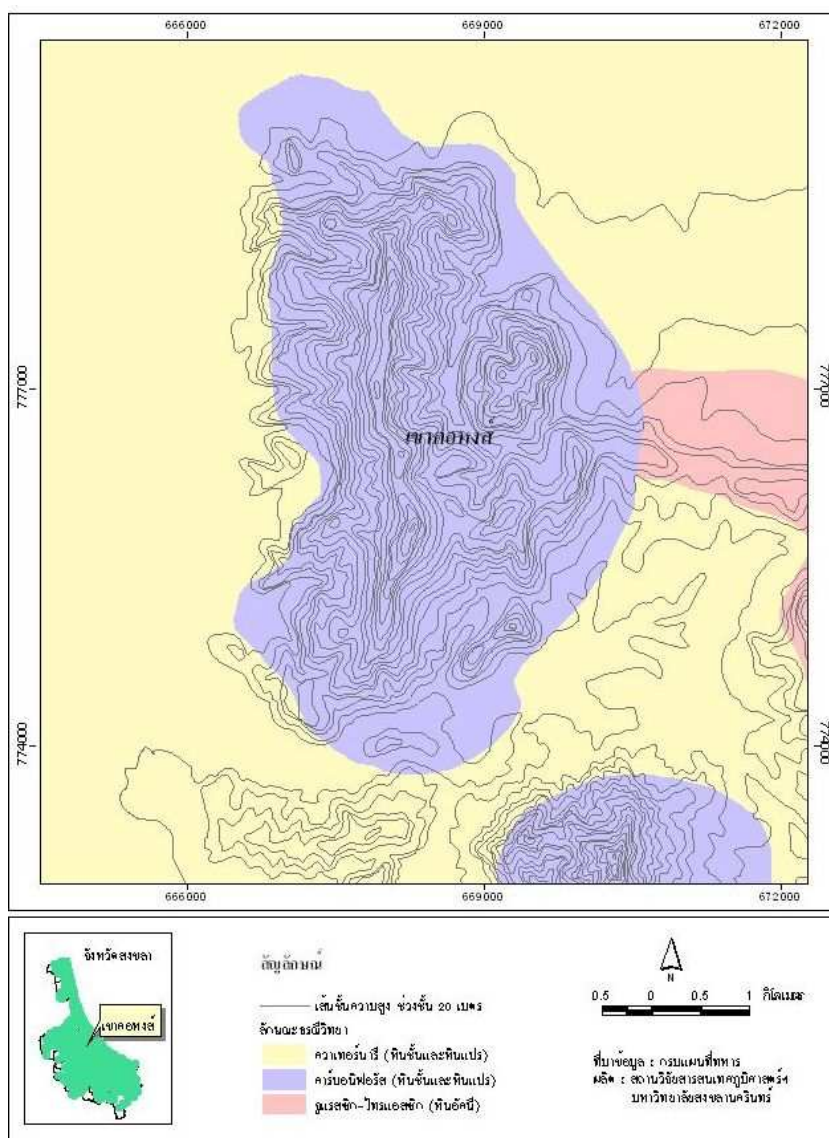 666000 669000 672000
777000 777000
เขาคอหงส์
774000 774000
666000 669000 672000
จังหวัดสงขลา
เขาคอหงส์
สัญลักษณ์
เส้นชั้นความสูง ช่วงชั้น 20 เมตร
ลักษณะธรณีวิทยา
ควาเทอร์นารี (หินชั้นและหินแปร)
คาร์บอนิฟอรัส (หินชั้นและหินแปร)
จูแรสซิก-ไทรแอสซิก (หินอัคนี)
N
0.5 0 0.5 1 กิโลเมตร
ที่มาข้อมูล : กรมแผนที่ทหาร
ผลิต : สถานวิจัยสารสนเทศภูมิศาสตร์ฯ
มหาวิทยาลัยสงขลานครินทร์